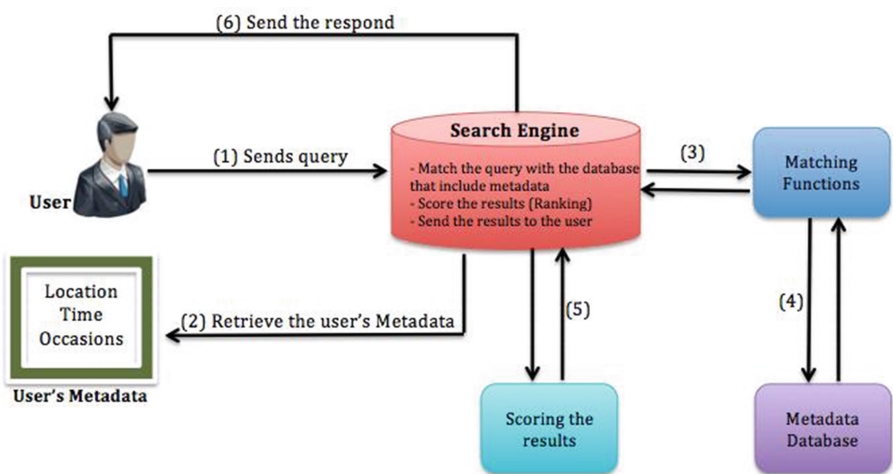 (6) Send the respond
Search Engine
- Match the query with the database
that include metadata
- Score the results (Ranking)
- Send the results to the user
(1) Sends query
User
(3)
Matching
Functions
Location
Time
Occasions
User's Metadata
(2) Retrieve the user's Metadata
(5)
(4)
Scoring the
results
Metadata
Database